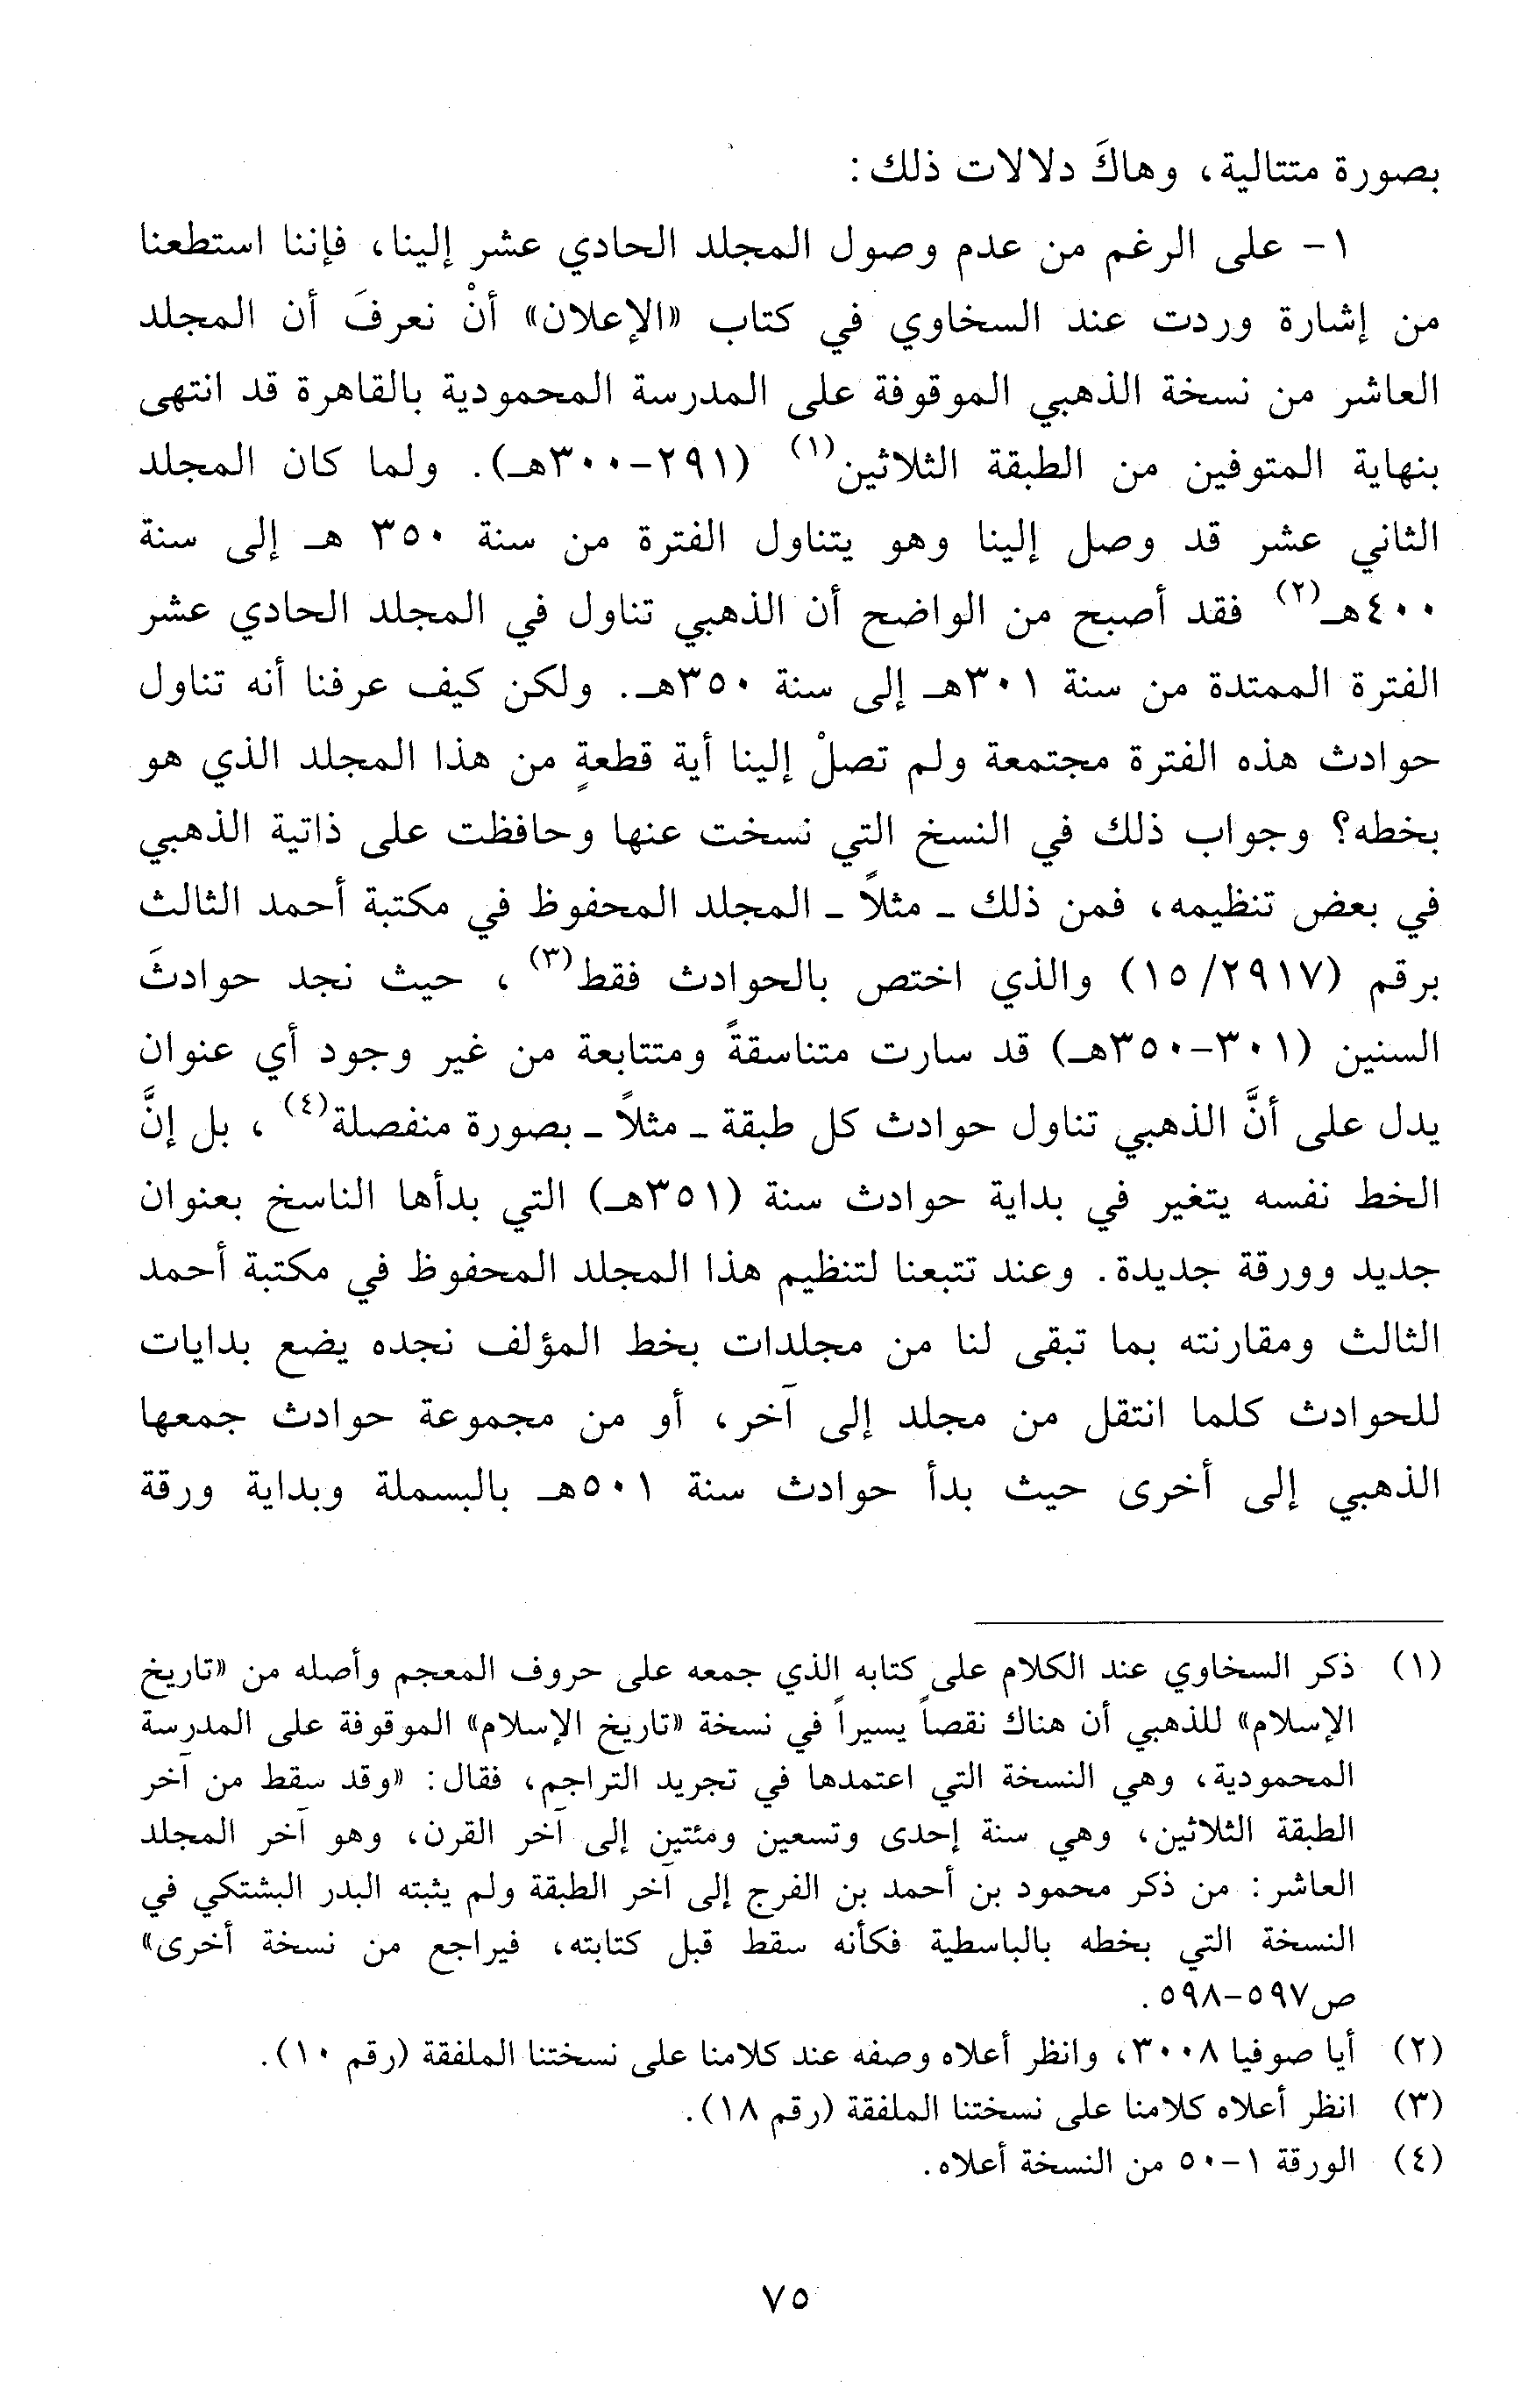 بصورة متتالية، وهاكَ دلالات ذلك:
١- على الرغم من عدم وصول المجلد الحادي عشر إلينا، فإننا استطعنا
من إشارة وردت عند السخاوي في كتاب «الإعلان» أنْ نعرفَ أن المجلد
العاشر من نسخة الذهبي الموقوفة على المدرسة المحمودية بالقاهرة قد انتهى
بنهاية المتوفين من الطبقة الثلاثين(١) (٢٩١-٣٠٠هـ). ولما كان المجلد
الثاني عشر قد وصل إلينا وهو يتناول الفترة من سنة ٣٥٠ هـ إلى سنة
٤٠٠هـ(٢) فقد أصبح من الواضح أن الذهبي تناول في المجلد الحادي عشر
الفترة الممتدة من سنة ٣٠١هـ إلى سنة ٣٥٠هـ. ولكن كيف عرفنا أنه تناول
حوادث هذه الفترة مجتمعة ولم تصلْ إلينا أية قطعةٍ من هذا المجلد الذي هو
بخطه؟ وجواب ذلك في النسخ التي نسخت عنها وحافظت على ذاتية الذهبي
في بعض تنظيمه، فمن ذلك - مثلاً - المجلد المحفوظ في مكتبة أحمد الثالث
برقم (١٥/٢٩١٧) والذي اختص بالحوادث فقط(٣)، حيث نجد حوادثَ
السنين (٣٠١-٣٥٠هـ) قد سارت متناسقةً ومتتابعة من غير وجود أي عنوان
يدل على أنَّ الذهبي تناول حوادث كل طبقة - مثلاً - بصورة منفصلة(٤)، بل إنَّ
الخط نفسه يتغير في بداية حوادث سنة (٣٥١هـ) التي بدأها الناسخ بعنوان
جديد وورقة جديدة. وعند تتبعنا لتنظيم هذا المجلد المحفوظ في مكتبة أحمد
الثالث ومقارنته بما تبقى لنا من مجلدات بخط المؤلف نجده يضع بدايات
للحوادث كلما انتقل من مجلد إلى آخر، أو من مجموعة حوادث جمعها
الذهبي إلى أخرى حيث بدأ حوادث سنة ٥٠١هـ بالبسملة وبداية ورقة
(١) ذكر السخاوي عند الكلام على كتابه الذي جمعه على حروف المعجم وأصله من «تاريخ
الإسلام» للذهبي أن هناك نقصاً يسيراً في نسخة «تاريخ الإسلام» الموقوفة على المدرسة
المحمودية، وهي النسخة التي اعتمدها في تجريد التراجم، فقال: «وقد سقط من آخر
الطبقة الثلاثين، وهي سنة إحدى وتسعين ومئتين إلى آخر القرن، وهو آخر المجلد
العاشر: من ذكر محمود بن أحمد بن الفرج إلى آخر الطبقة ولم يثبته البدر البشتكي في
النسخة التي بخطه بالباسطية فكأنه سقط قبل كتابته، فيراجع من نسخة أخرى»
ص٥٩٧-٥٩٨.
(٢) أيا صوفيا ٣٠٠٨، وانظر أعلاه وصفه عند كلامنا على نسختنا الملفقة (رقم ١٠).
(٣) انظر أعلاه كلامنا على نسختنا الملفقة (رقم ١٨).
(٤) الورقة ١-٥٠ من النسخة أعلاه.
٧٥